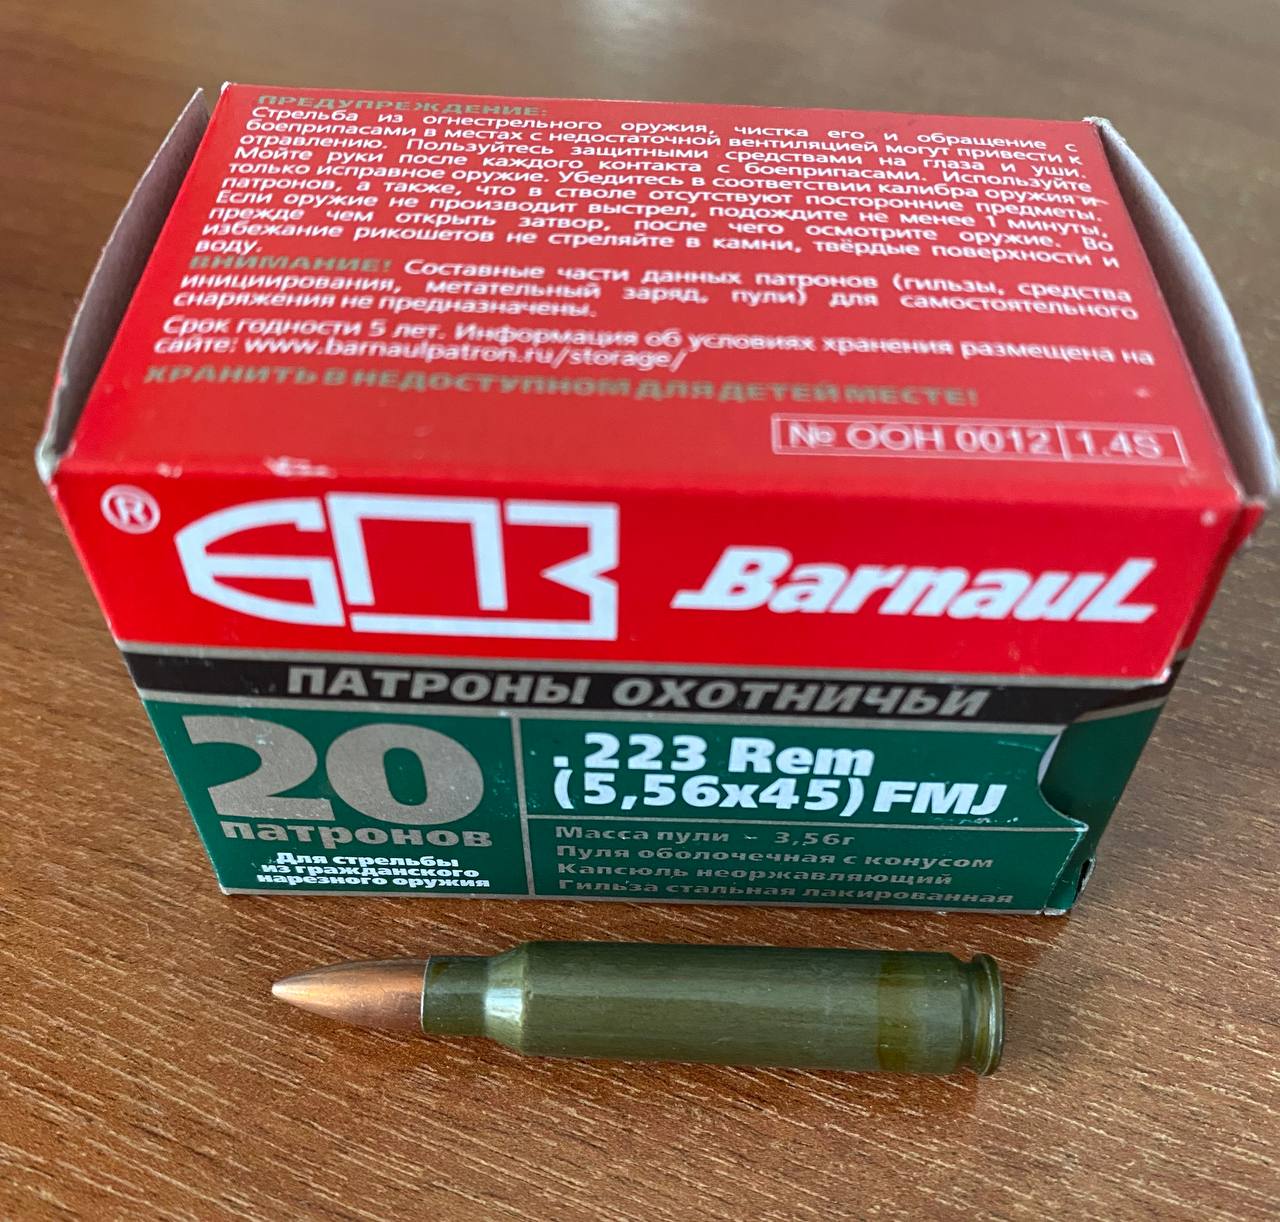 ПРЕДУПРЕЖДЕНИЕ:
Стрельба из огнестрельного оружия, чистка его и обращение с
боеприпасами в местах с недостаточной вентиляцией могут привести к
отравлению. Пользуйтесь защитными средствами на глаза и уши.
Мойте руки после каждого контакта с боеприпасами. Используйте
только исправное оружие. Убедитесь в соответствии калибра оружия и
патронов, а также, что в стволе отсутствуют посторонние предметы.
Если оружие не производит выстрел, подождите не менее 1 минуты,
прежде чем открыть затвор, после чего осмотрите оружие. Во
избежание рикошетов не стреляйте в камни, твёрдые поверхности и
воду.
ВНИМАНИЕ! Составные части данных патронов (гильзы, средства
инициирования, метательный заряд, пули) для самостоятельного
снаряжения не предназначены.
Срок годности 5 лет. Информация об условиях хранения размещена на
сайте: www.barnaulpatron.ru/storage/
ХРАНИТЬ В НЕДОСТУПНОМ ДЛЯ ДЕТЕЙ МЕСТЕ!
№ ООН 0012 1.4S
® БПЗ Barnaul
ПАТРОНЫ ОХОТНИЧЬИ
20
патронов
Для стрельбы
из гражданского
нарезного оружия
.223 Rem
(5,56x45) FMJ
Масса пули - 3,56г
Пуля оболочечная с конусом
Капсюль неоржавляющий
Гильза стальная лакированная